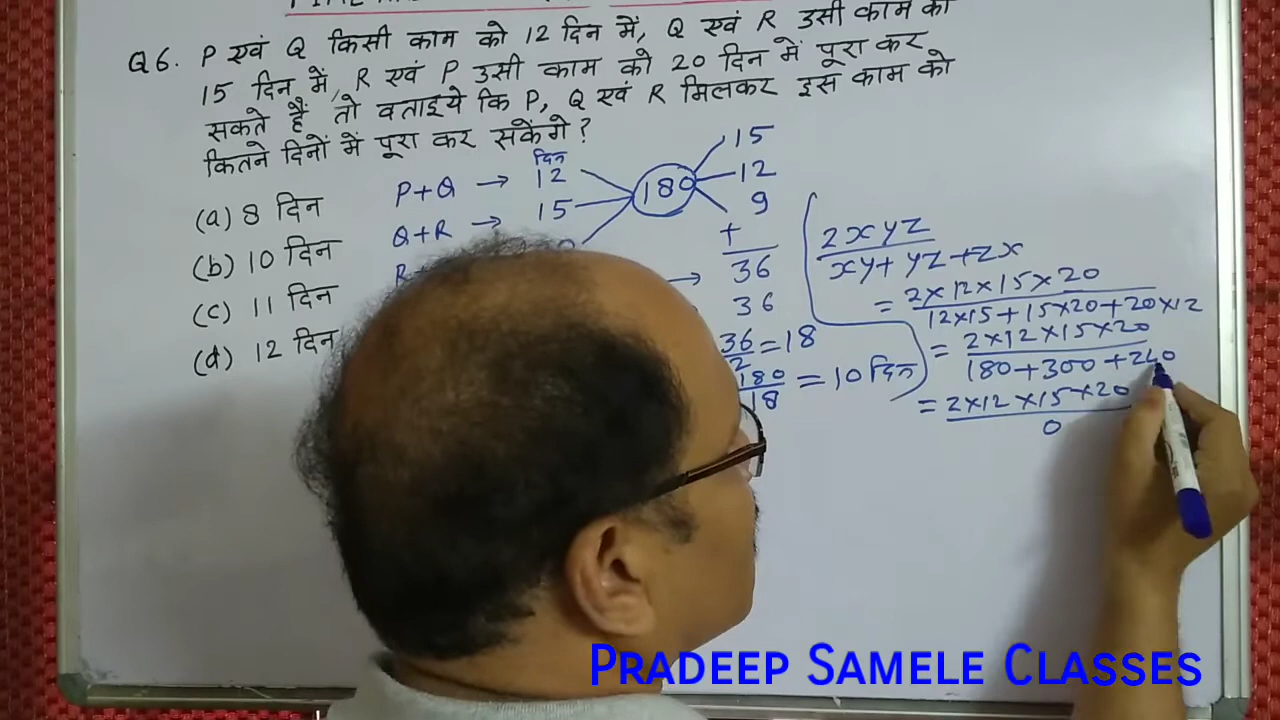 Q6. P एवं Q किसी काम को 12 दिन में, Q एवं R उसी काम को
15 दिन में, R एवं P उसी काम को 20 दिन में पूरा कर
सकते हैं तो बताइये कि P, Q एवं R मिलकर इस काम को
कितने दिनों में पूरा कर सकेंगे?
(a) 8 दिन
(b) 10 दिन
(c) 11 दिन
(d) 12 दिन
दिन
P+Q → 12
Q+R → 15
180
15
12
9
+
→ 36
36
36/2 = 18
180/18 = 10 दिन
2xyz / xy+yz+zx
= 2×12×15×20 / 12×15+15×20+20×12
= 2×12×15×20 / 180+300+240
= 2×12×15×20 / 0
PRADEEP SAMELE CLASSES